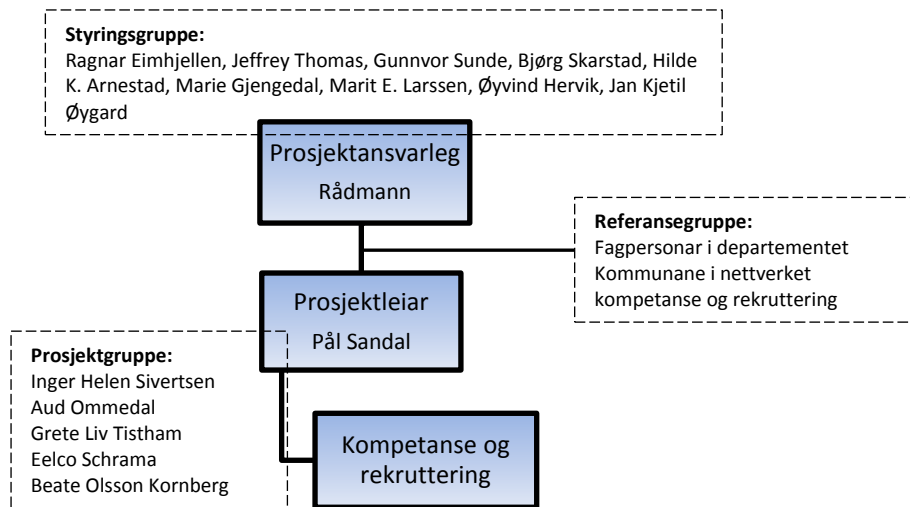 Styringsgruppe:
Ragnar Eimhjellen, Jeffrey Thomas, Gunnvor Sunde, Bjørg Skarstad, Hilde
K. Arnestad, Marie Gjengedal, Marit E. Larssen, Øyvind Hervik, Jan Kjetil
Øygard
Prosjektansvarleg
Rådmann
Referansegruppe:
Fagpersonar i departementet
Kommunane i nettverket
kompetanse og rekruttering
Prosjektleiar
Pål Sandal
Prosjektgruppe:
Inger Helen Sivertsen
Aud Ommedal
Grete Liv Tistham
Eelco Schrama
Beate Olsson Kornberg
Kompetanse og
rekruttering